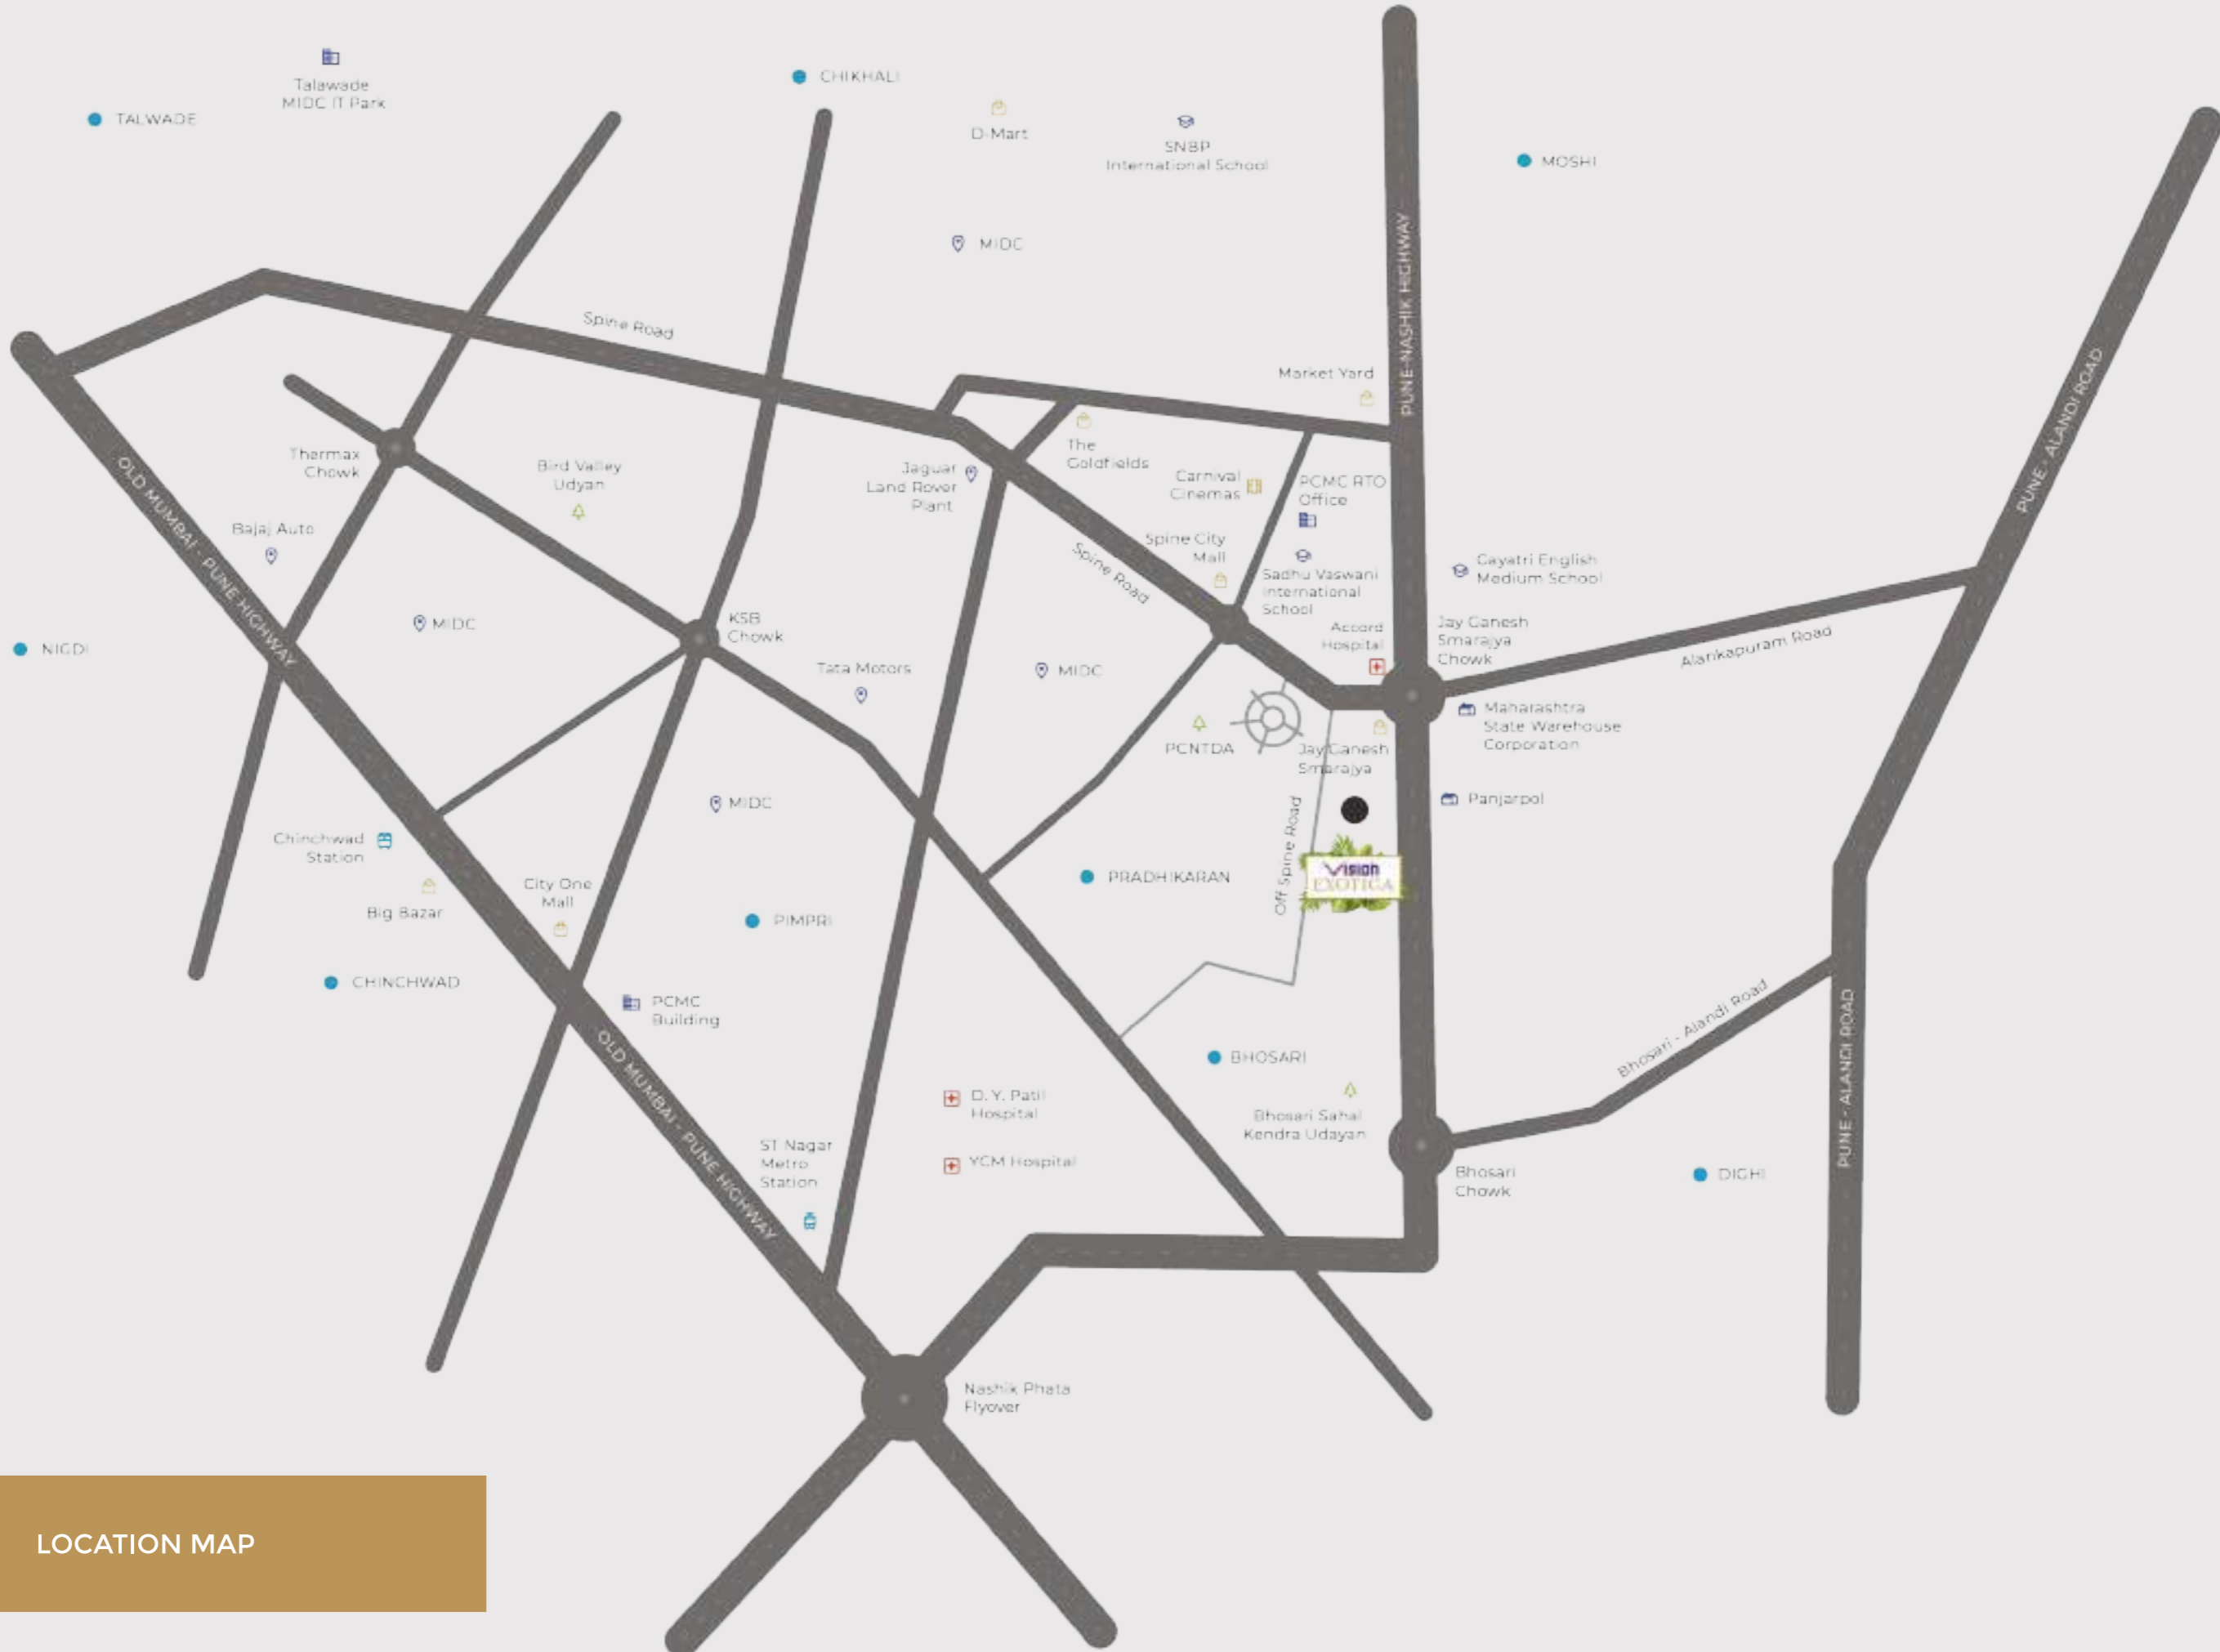 Talawade
MIDC IT Park
TALWADE
CHIKHALI
D-Mart
SNBP
International School
MOSHI
MIDC
PUNE-NASHIK HIGHWAY
Spine Road
Market Yard
PUNE - ALANDI ROAD
Thermax
Chowk
Bird Valley
Udyan
Jaguar
Land Rover
Plant
The
Goldfields
Carnival
Cinemas
PCMC RTO
Office
OLD MUMBAI - PUNE HIGHWAY
Bajaj Auto
Spine City
Mall
Spine Road
Sadhu Vaswani
International
School
Gayatri English
Medium School
MIDC
KSB
Chowk
Accord
Hospital
Jay Ganesh
Smarajya
Chowk
Alankapuram Road
NIGDI
Tata Motors
MIDC
Maharashtra
State Warehouse
Corporation
PCNTDA
Jay Ganesh
Smarajya
MIDC
Panjarpol
Chinchwad
Station
Off Spine Road
Vision
EXOTICA
PRADHIKARAN
City One
Mall
Big Bazar
PIMPRI
CHINCHWAD
PCMC
Building
Bhosari - Alandi Road
PUNE - ALANDI ROAD
OLD MUMBAI - PUNE HIGHWAY
BHOSARI
D. Y. Patil
Hospital
Bhosari Sahal
Kendra Udayan
ST Nagar
Metro
Station
YCM Hospital
Bhosari
Chowk
DIGHI
Nashik Phata
Flyover
LOCATION MAP